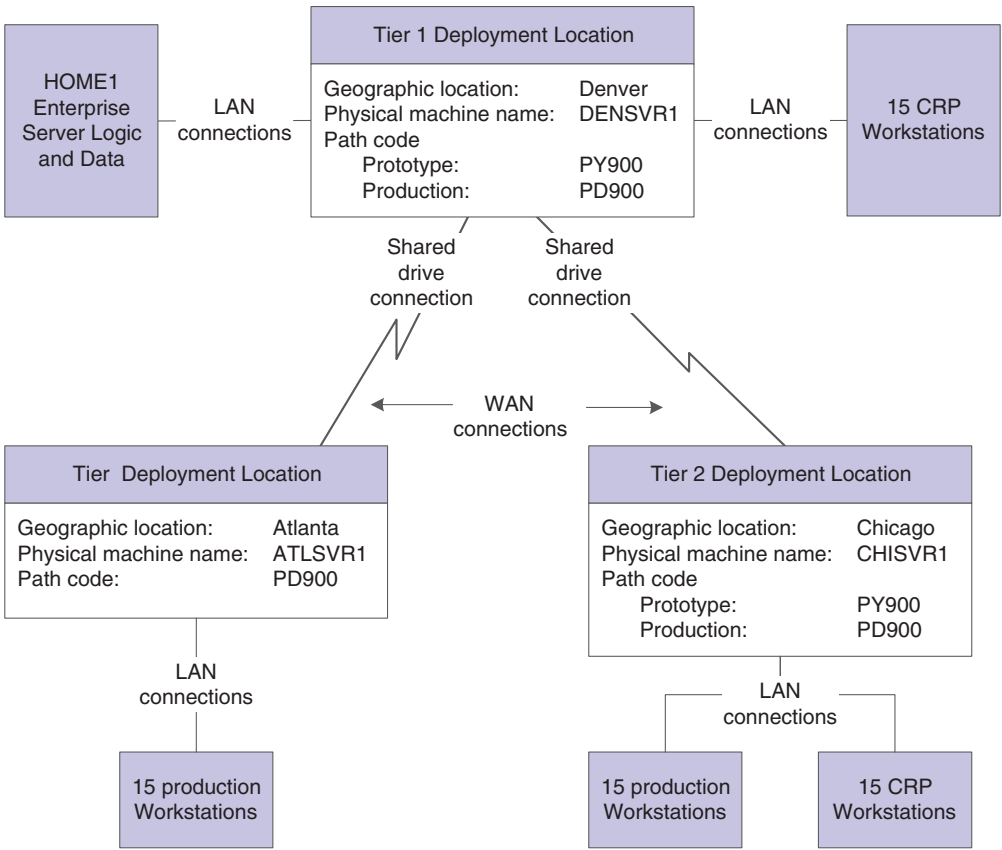 Tier 1 Deployment Location
HOME1
Enterprise
Server Logic
and Data
LAN
connections
Geographic location: Denver
Physical machine name: DENSVR1
Path code
Prototype: PY900
Production: PD900
LAN
connections
15 CRP
Workstations
Shared
drive
connection
Shared
drive
connection
WAN
connections
Tier  Deployment Location
Geographic location: Atlanta
Physical machine name: ATLSVR1
Path code: PD900
Tier 2 Deployment Location
Geographic location: Chicago
Physical machine name: CHISVR1
Path code
Prototype: PY900
Production: PD900
LAN
connections
LAN
connections
15 production
Workstations
15 production
Workstations
15 CRP
Workstations